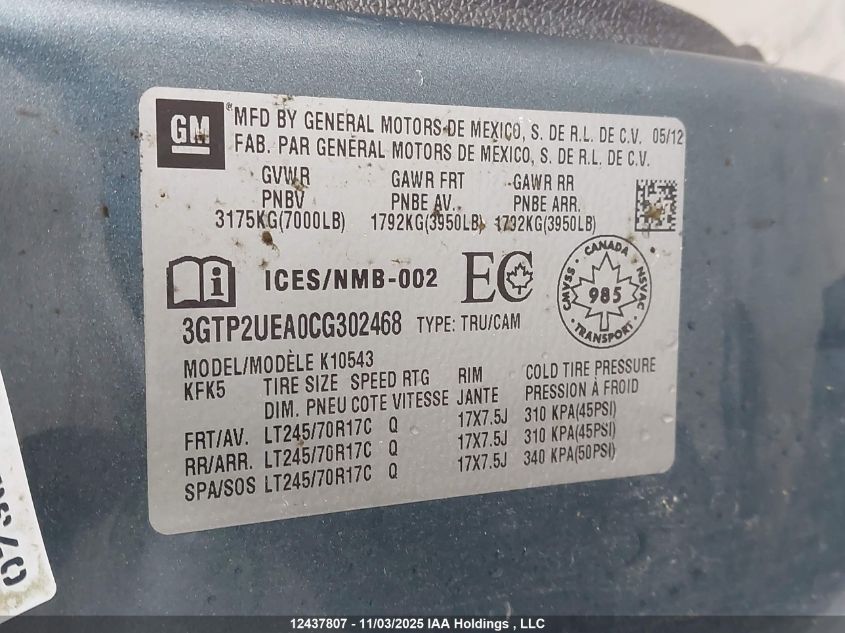 GM
® MFD BY GENERAL MOTORS DE MEXICO, S. DE R.L. DE C.V. 05/12
FAB. PAR GENERAL MOTORS DE MEXICO, S. DE R.L. DE C.V.
GVWR GAWR FRT GAWR RR
PNBV PNBE AV. PNBE ARR.
3175KG(7000LB) 1792KG(3950LB) 1792KG(3950LB)
i ICES/NMB-002 EC
CANADA
CMVSS 985 NSVAC
TRANSPORT
3GTP2UEA0CG302468 TYPE: TRU/CAM
MODEL/MODÈLE K10543
KFK5 TIRE SIZE SPEED RTG RIM COLD TIRE PRESSURE
DIM. PNEU COTE VITESSE JANTE PRESSION À FROID
FRT/AV. LT245/70R17C Q 17X7.5J 310 KPA(45PSI)
RR/ARR. LT245/70R17C Q 17X7.5J 310 KPA(45PSI)
SPA/SOS LT245/70R17C Q 17X7.5J 340 KPA(50PSI)
12437807 - 11/03/2025 IAA Holdings , LLC